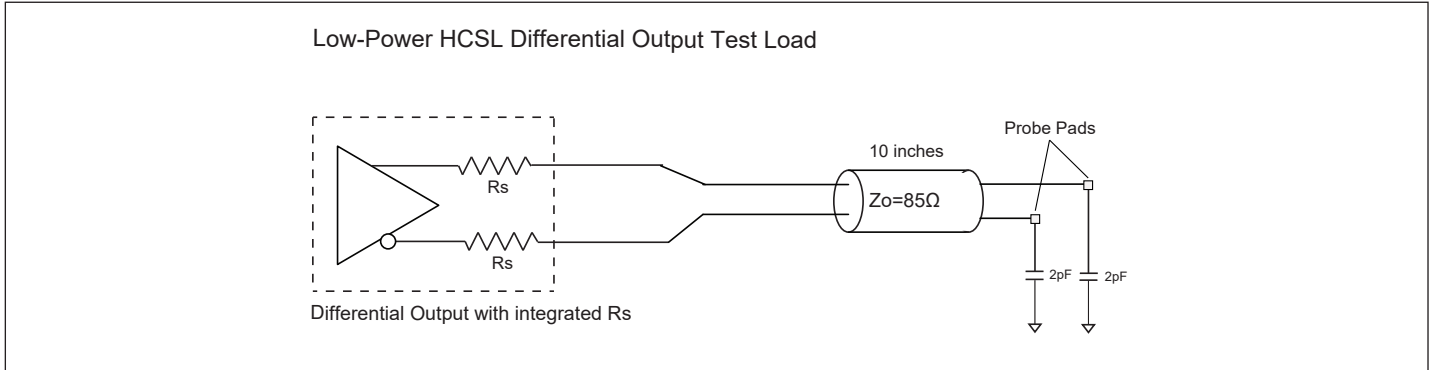 Low-Power HCSL Differential Output Test Load
Probe Pads
10 inches
Rs
Zo=85Ω
Rs
2pF
2pF
Differential Output with integrated Rs